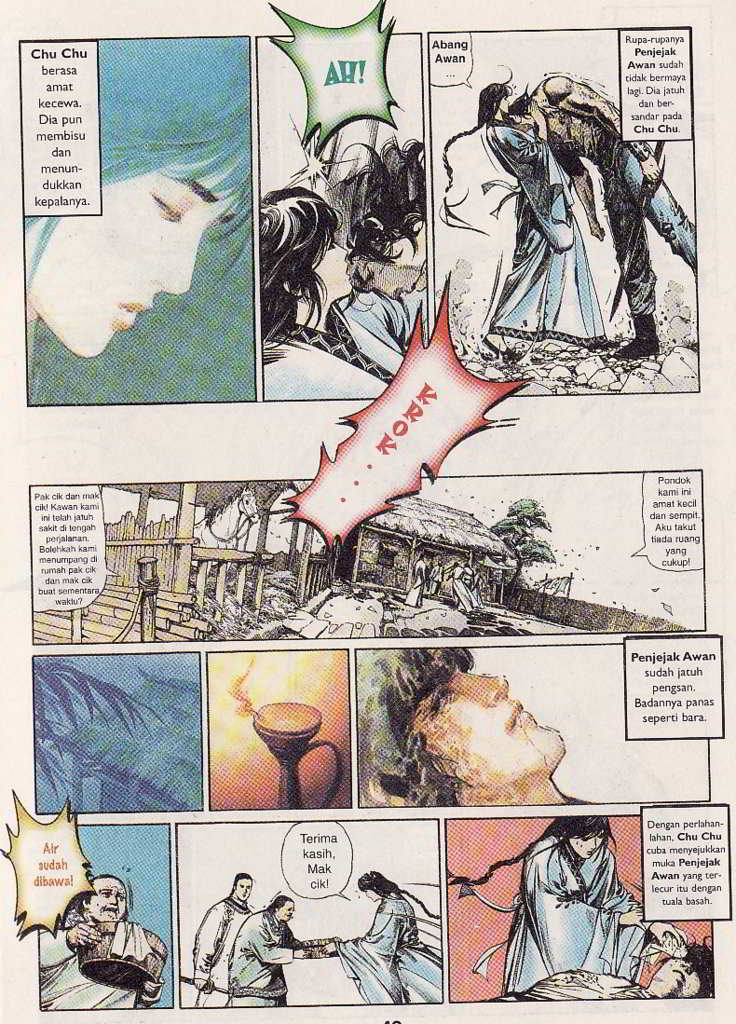 Chu Chu
berasa
amat
kecewa.
Dia pun
membisu
dan
menun-
dukkan
kepalanya.
AH!
Abang
Awan
...
Rupa-rupanya
Penjejak
Awan sudah
tidak bermaya
lagi. Dia jatuh
dan ber-
sandar pada
Chu Chu.
KREK
...
Pak cik dan mak
cik! Kawan kami
ini telah jatuh
sakit di tengah
perjalanan.
Bolehkah kami
menumpang di
rumah pak cik
dan mak cik
buat sementara
waktu?
Pondok
kami ini
amat kecil
dan sempit.
Aku takut
tiada ruang
yang
cukup!
Penjejak Awan
sudah jatuh
pengsan.
Badannya panas
seperti bara.
Air
sudah
dibawa!
Terima
kasih,
Mak
cik!
Dengan perlahan-
lahan, Chu Chu
cuba menyejukkan
muka Penjejak
Awan yang ter-
lecur itu dengan
tuala basah.